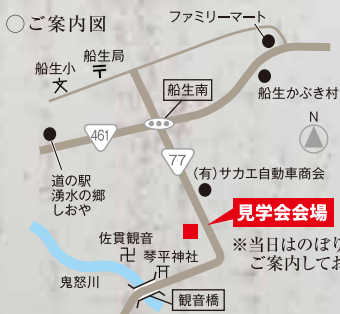 ○ご案内図
ファミリーマート
船生局
船生小
船生南
船生かぶき村
N
461
77
道の駅
湧水の郷
しおや
(有)サカエ自動車商会
見学会会場
※当日はのぼり
ご案内してお
佐貫観音
琴平神社
鬼怒川
観音橋